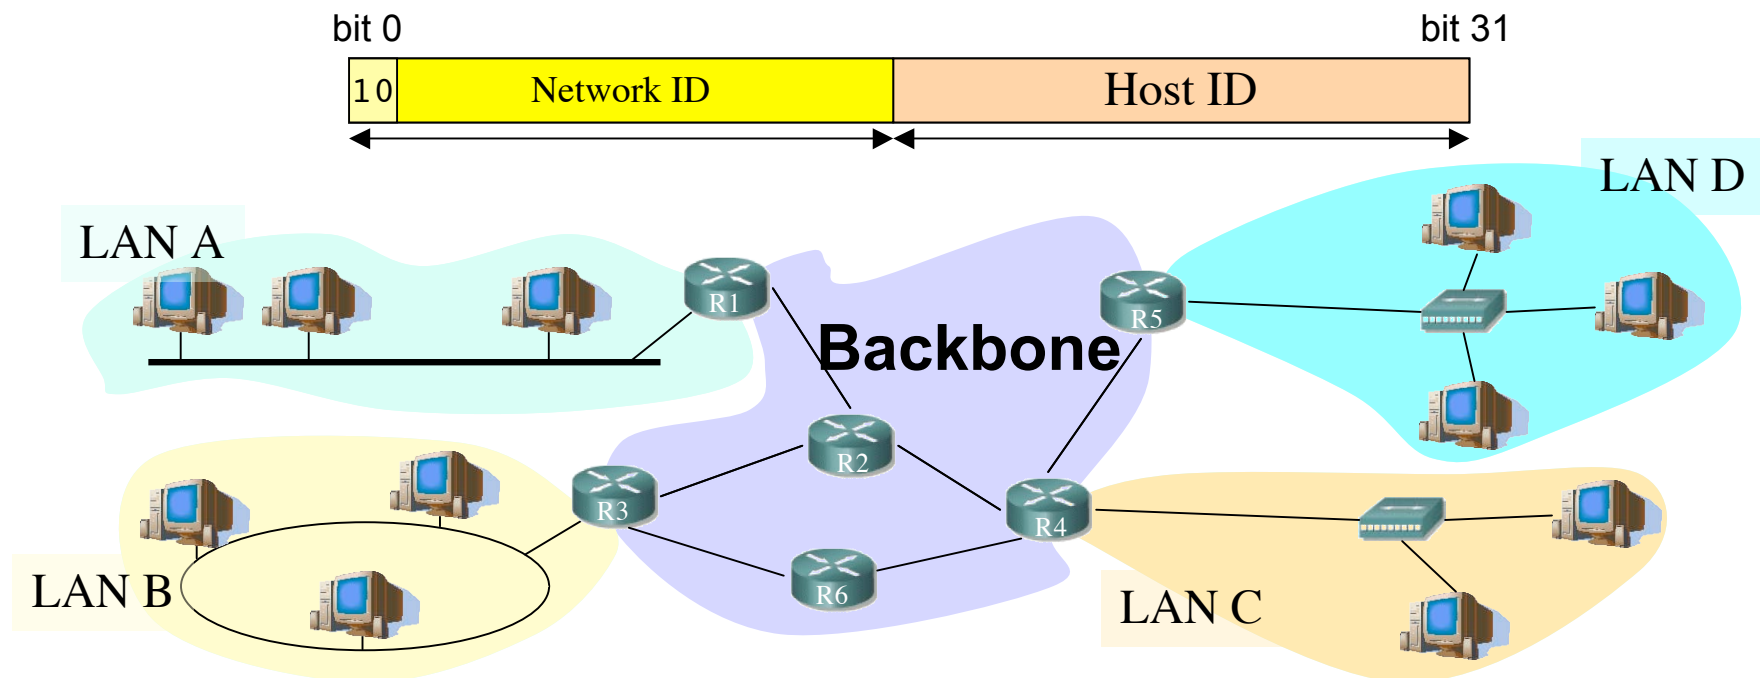 bit 0
bit 31
10
Network ID
Host ID
LAN D
LAN A
R1
R5
Backbone
R2
R3
R4
R6
LAN B
LAN C